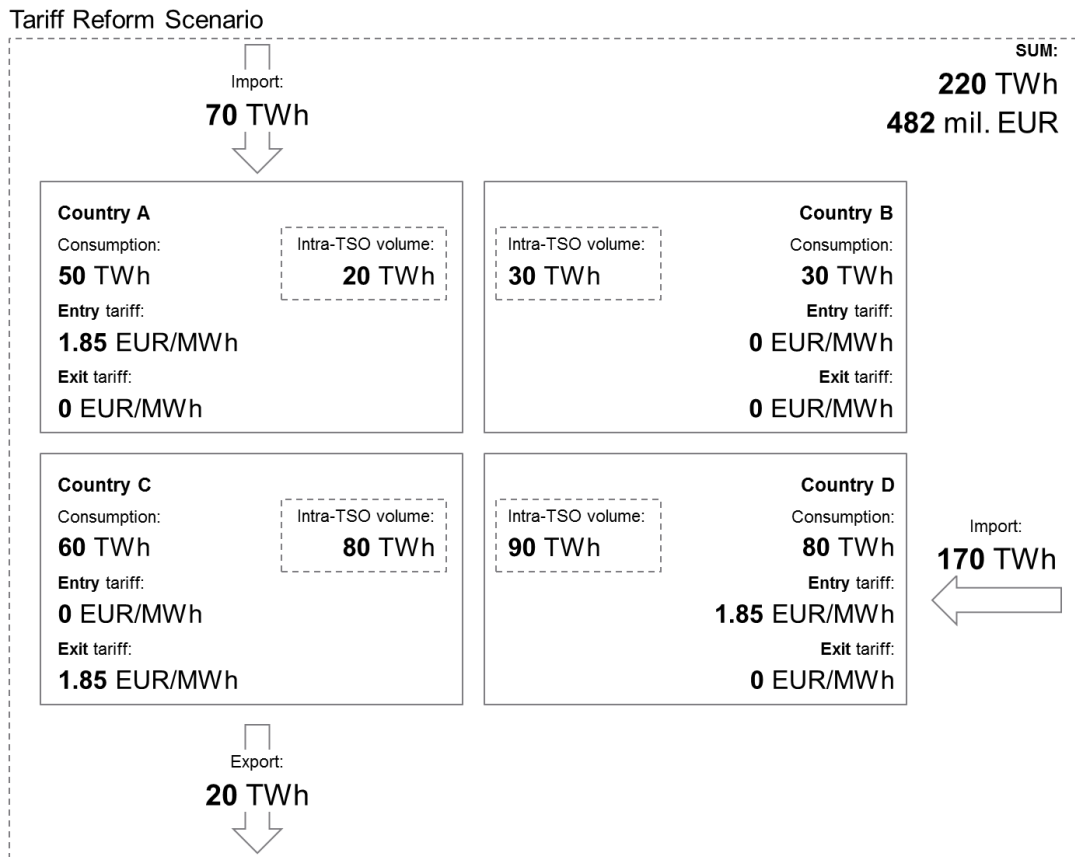 Tariff Reform Scenario
SUM:
220 TWh
482 mil. EUR
Import:
70 TWh
Country A
Consumption:
50 TWh
Entry tariff:
1.85 EUR/MWh
Exit tariff:
0 EUR/MWh
Intra-TSO volume:
20 TWh
Country B
Intra-TSO volume:
30 TWh
Consumption:
30 TWh
Entry tariff:
0 EUR/MWh
Exit tariff:
0 EUR/MWh
Country C
Consumption:
60 TWh
Entry tariff:
0 EUR/MWh
Exit tariff:
1.85 EUR/MWh
Intra-TSO volume:
80 TWh
Country D
Intra-TSO volume:
90 TWh
Consumption:
80 TWh
Entry tariff:
1.85 EUR/MWh
Exit tariff:
0 EUR/MWh
Import:
170 TWh
Export:
20 TWh